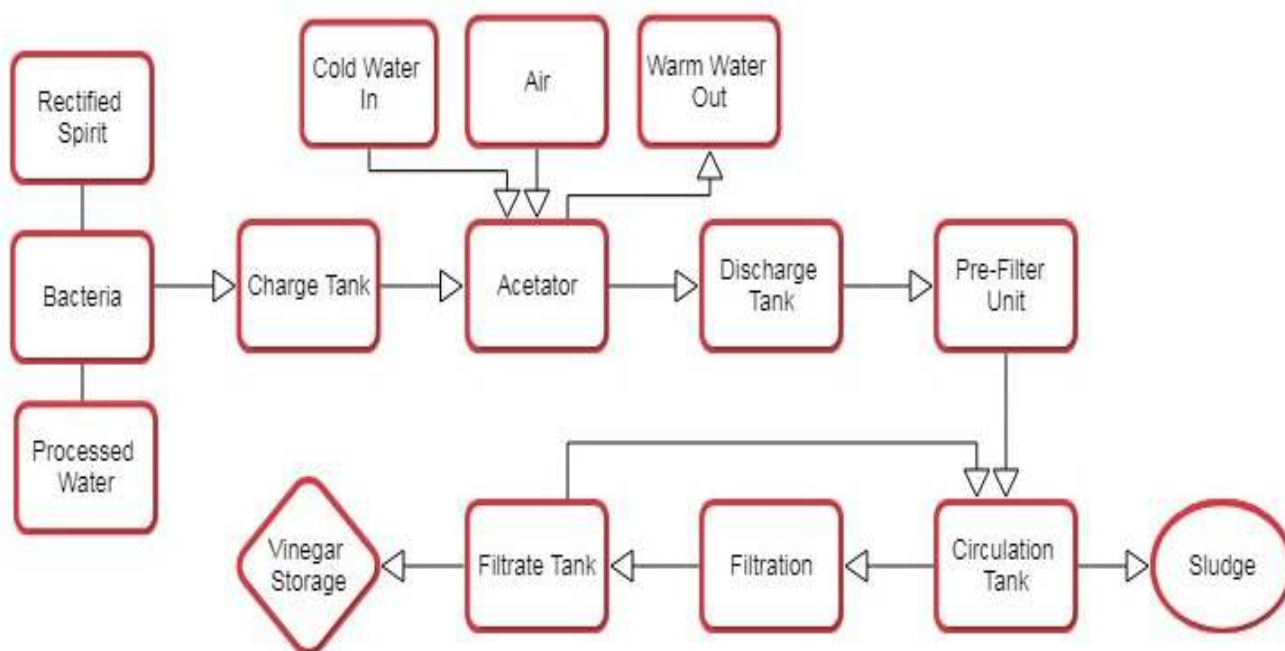 Rectified
Spirit
Cold Water
In
Air
Warm Water
Out
Bacteria
Charge Tank
Acetator
Discharge
Tank
Pre-Filter
Unit
Processed
Water
Vinegar
Storage
Filtrate Tank
Filtration
Circulation
Tank
Sludge